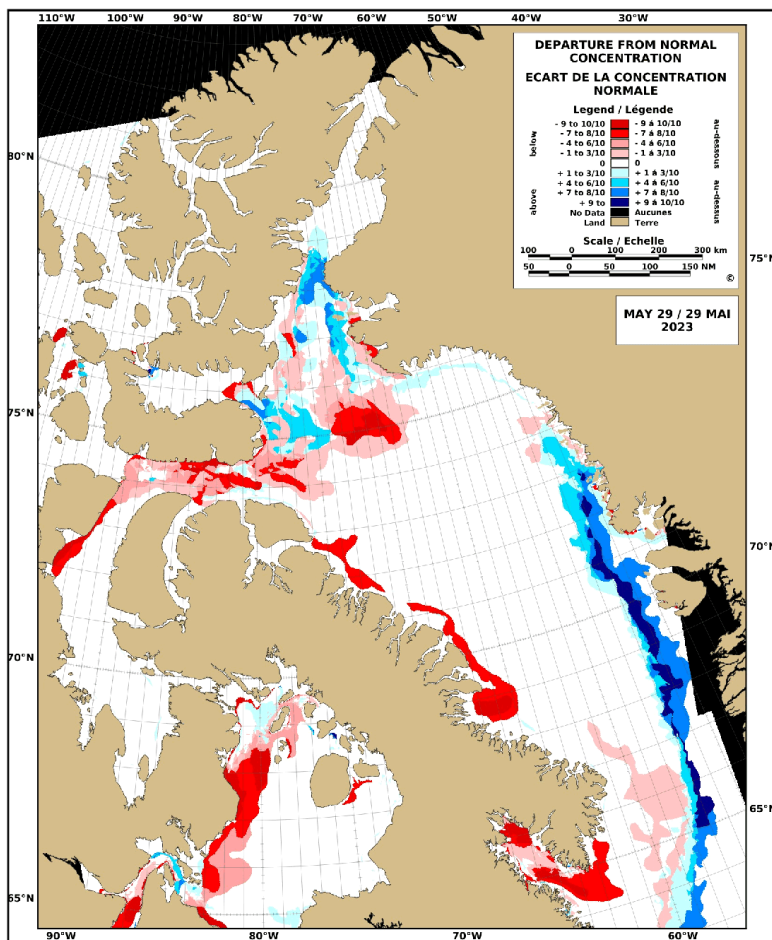 110°W 100°W 90°W 80°W 70°W 60°W 50°W 40°W 30°W
DEPARTURE FROM NORMAL
CONCENTRATION
ECART DE LA CONCENTRATION
NORMALE
Legend / Légende
below
- 9 to 10/10 - 9 à 10/10
- 7 to 8/10 - 7 à 8/10
- 4 to 6/10 - 4 à 6/10
- 1 to 3/10 - 1 à 3/10
au-dessous
0 0
above
+ 1 to 3/10 + 1 à 3/10
+ 4 to 6/10 + 4 à 6/10
+ 7 to 8/10 + 7 à 8/10
+ 9 to + 9 à 10/10
au-dessus
No Data Aucunes
Land Terre
Scale / Echelle
100 0 100 200 300 km
50 0 50 100 150 NM
©
MAY 29 / 29 MAI
2023
80°N
75°N
75°N
70°N
70°N
65°N
65°N
90°W 80°W 70°W 60°W